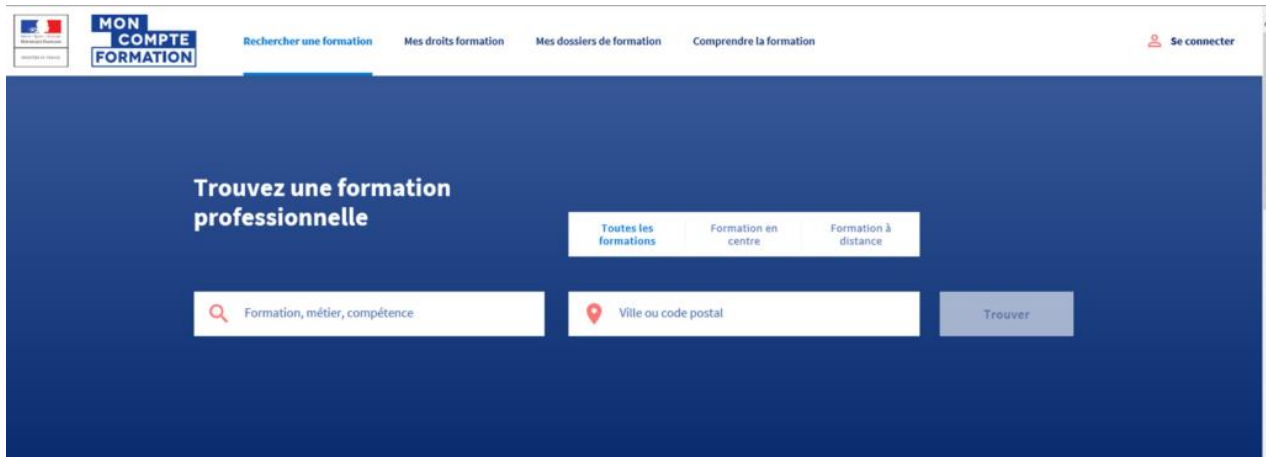 MON
COMPTE
FORMATION
Rechercher une formation
Mes droits formation
Mes dossiers de formation
Comprendre la formation
Se connecter
Trouvez une formation
professionnelle
Toutes les
formations
Formation en
centre
Formation à
distance
Formation, métier, compétence
Ville ou code postal
Trouver